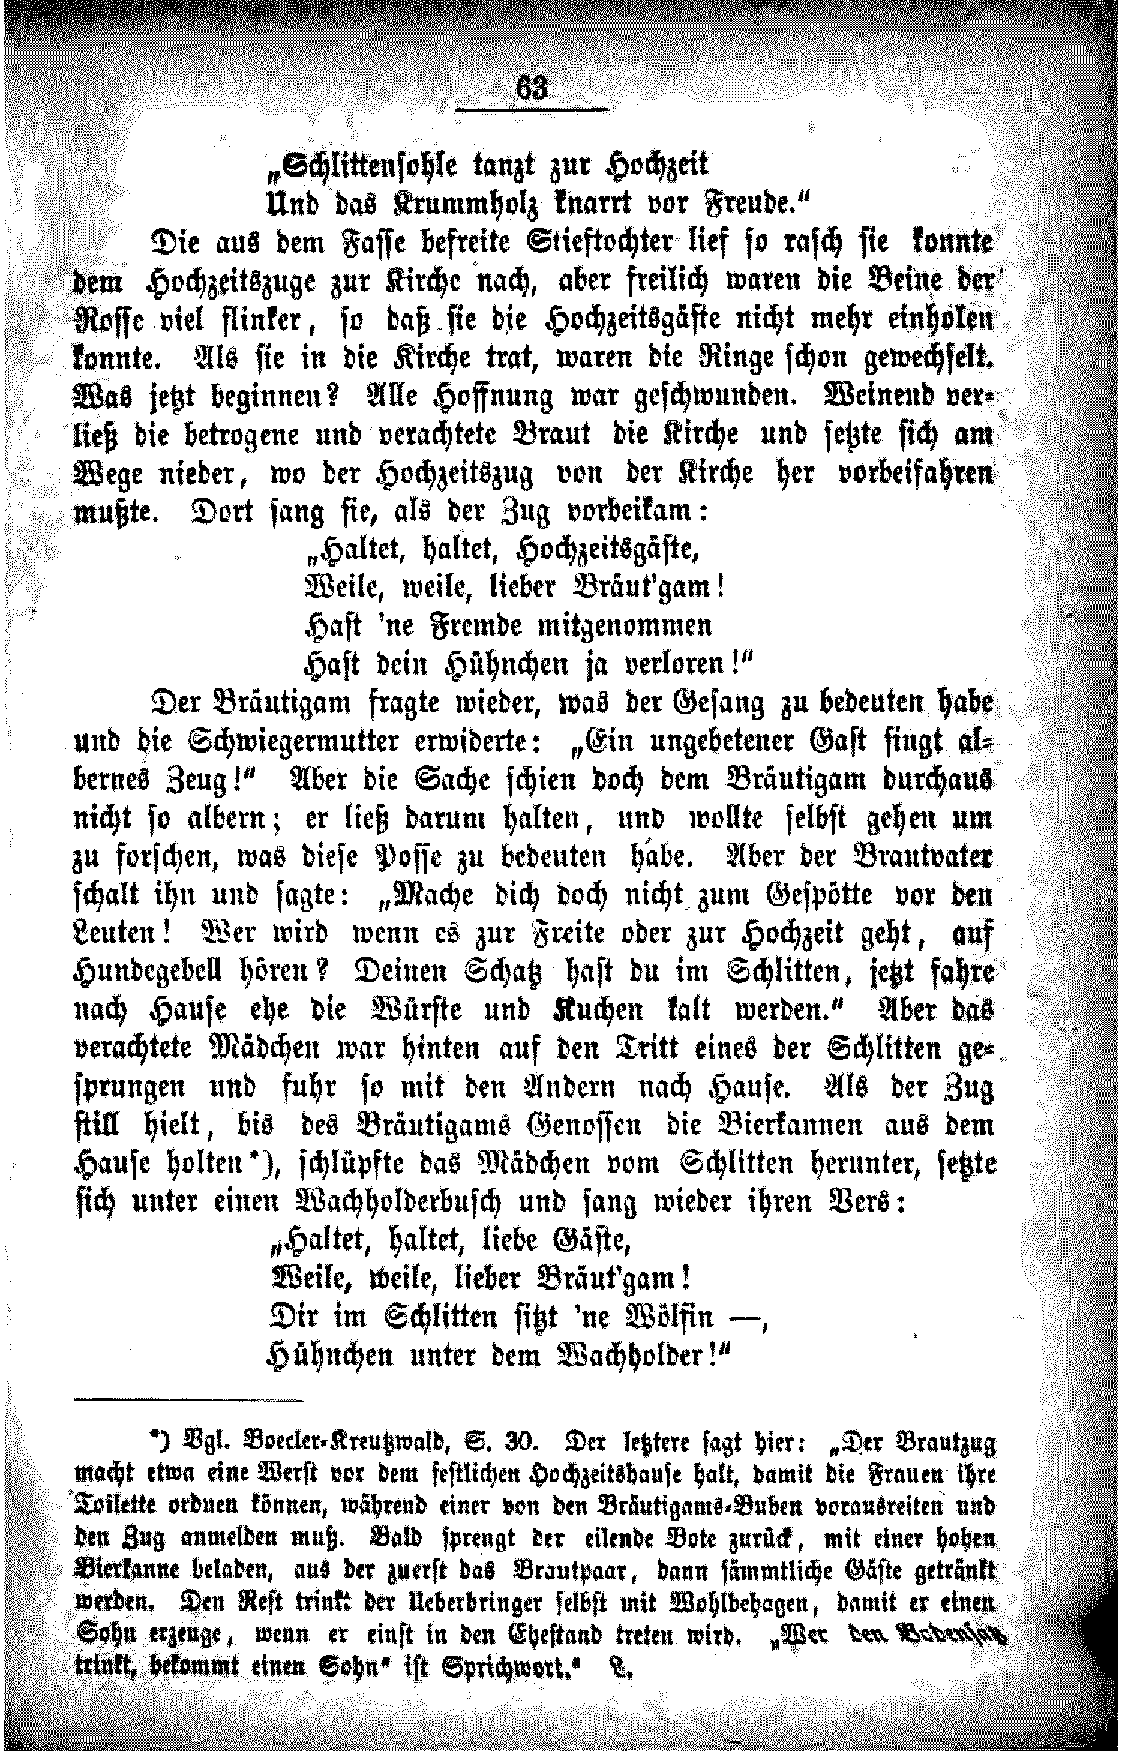 63
„Schlittensohle tanzt zur Hochzeit
Und das Krummholz knarrt vor Freude.“
Die aus dem Fasse befreite Stieftochter lief so rasch sie konnte
dem Hochzeitszuge zur Kirche nach, aber freilich waren die Beine der
Rosse viel flinker, so daß sie die Hochzeitsgäste nicht mehr einholen
konnte. Als sie in die Kirche trat, waren die Ringe schon gewechselt.
Was jetzt beginnen? Alle Hoffnung war geschwunden. Weinend ver-
ließ die betrogene und verachtete Braut die Kirche und setzte sich am
Wege nieder, wo der Hochzeitszug von der Kirche her vorbeifahren
mußte. Dort sang sie, als der Zug vorbeikam:
„Haltet, haltet, Hochzeitsgäste,
Weile, weile, lieber Bräut'gam!
Hast 'ne Fremde mitgenommen
Hast dein Hühnchen ja verloren!“
Der Bräutigam fragte wieder, was der Gesang zu bedeuten habe
und die Schwiegermutter erwiderte: „Ein ungebetener Gast singt al-
bernes Zeug!“ Aber die Sache schien doch dem Bräutigam durchaus
nicht so albern; er ließ darum halten, und wollte selbst gehen um
zu forschen, was diese Posse zu bedeuten habe. Aber der Brautvater
schalt ihn und sagte: „Mache dich doch nicht zum Gespötte vor den
Leuten! Wer wird wenn es zur Freite oder zur Hochzeit geht, auf
Hundegebell hören? Deinen Schatz hast du im Schlitten, jetzt fahre
nach Hause ehe die Würste und Kuchen kalt werden.“ Aber das
verachtete Mädchen war hinten auf den Tritt eines der Schlitten ge-
sprungen und fuhr so mit den Andern nach Hause. Als der Zug
still hielt, bis des Bräutigams Genossen die Bierkannen aus dem
Hause holten*), schlüpfte das Mädchen vom Schlitten herunter, setzte
sich unter einen Wachholderbusch und sang wieder ihren Vers:
„Haltet, haltet, liebe Gäste,
Weile, weile, lieber Bräut'gam!
Dir im Schlitten sitzt 'ne Wölfin —,
Hühnchen unter dem Wachholder!“
*) Vgl. Boecler-Kreutzwald, S. 30. Der letztere sagt hier: „Der Brautzug
macht etwa eine Werst vor dem festlichen Hochzeitshause halt, damit die Frauen ihre
Toilette ordnen können, während einer von den Bräutigams-Buben vorausreiten und
den Zug anmelden muß. Bald sprengt der eilende Bote zurück, mit einer hohen
Bierkanne beladen, aus der zuerst das Brautpaar, dann sämmtliche Gäste getränkt
werden. Den Rest trinkt der Ueberbringer selbst mit Wohlbehagen, damit er einen
Sohn erzeuge, wenn er einst in den Ehestand treten wird. „Wer den Bodensatz
trinkt, bekommt einen Sohn“ ist Sprichwort.“ L.